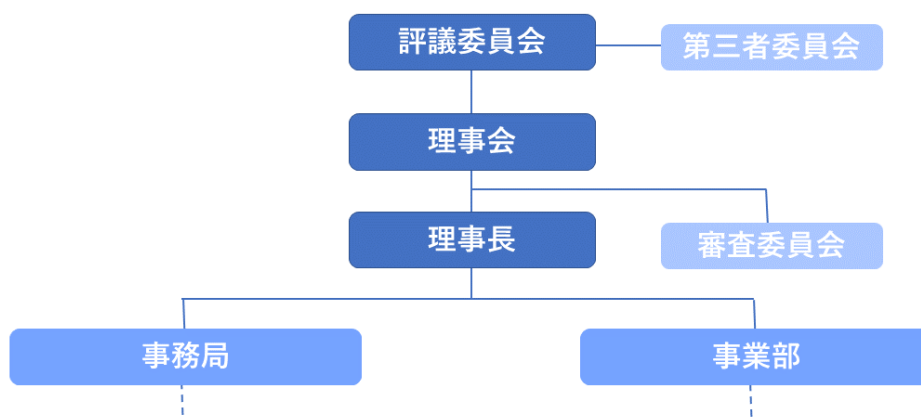 評議委員会
第三者委員会
理事会
理事長
審査委員会
事務局
事業部